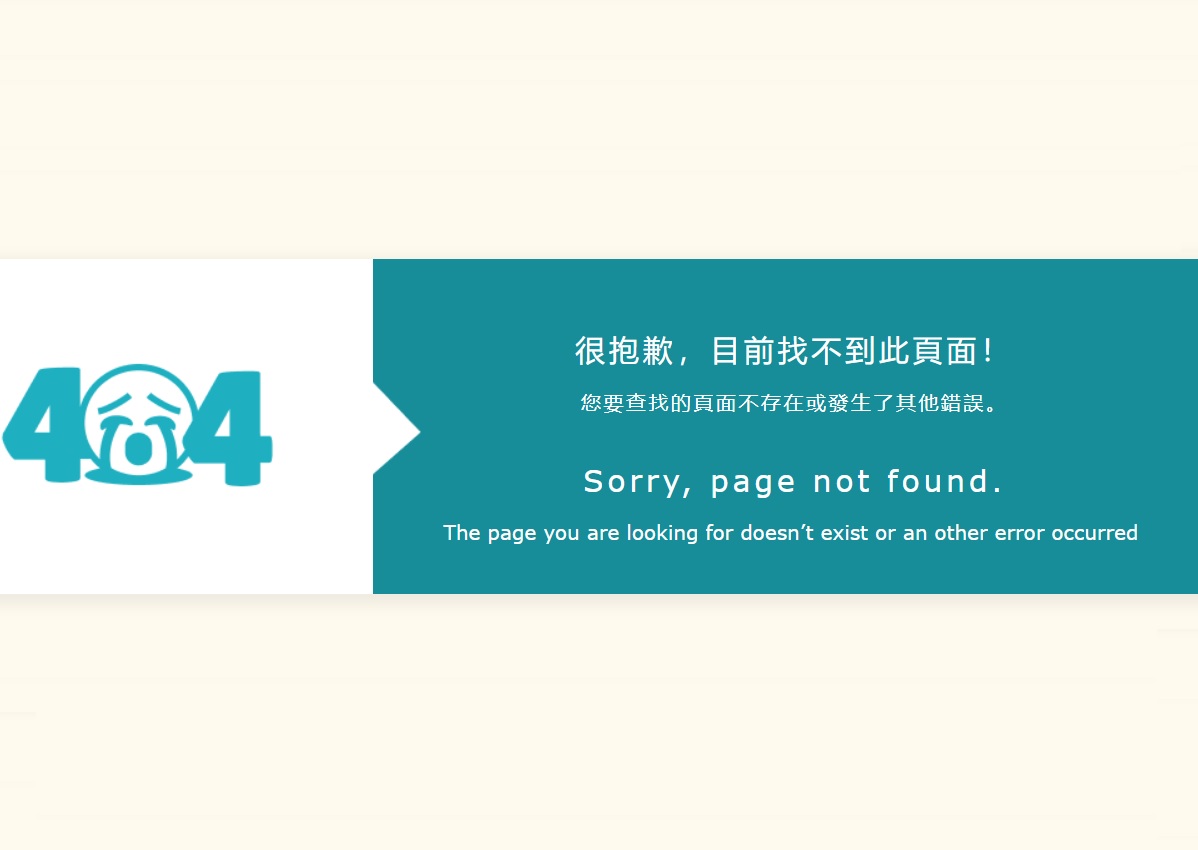 404
很抱歉，目前找不到此頁面！
您要查找的頁面不存在或發生了其他錯誤。
Sorry, page not found.
The page you are looking for doesn’t exist or an other error occurred